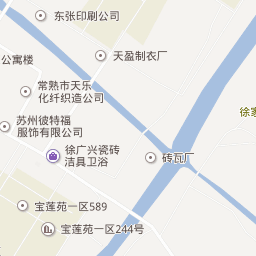 东张印刷公司
天盈制衣厂
公寓楼
常熟市天乐
化纤织造公司
徐家
苏州彼特福
服饰有限公司
徐广兴瓷砖
洁具卫浴
砖瓦厂
宝莲苑一区589
宝莲苑一区244号